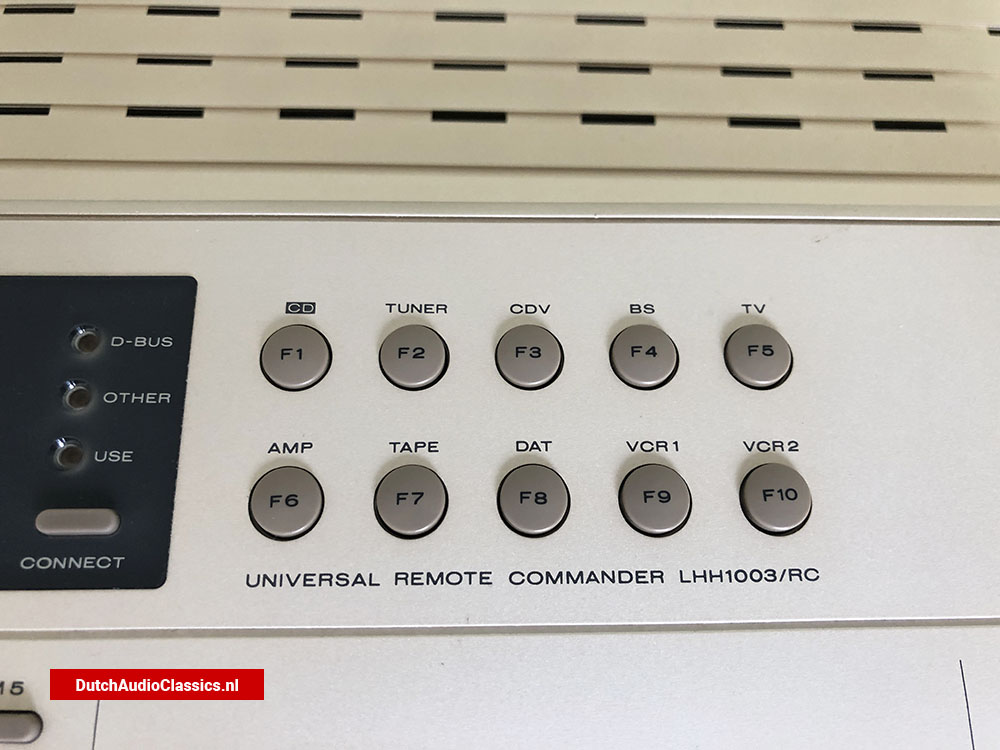 CD TUNER CDV BS TV
F1 F2 F3 F4 F5
D-BUS
OTHER
USE
CONNECT
AMP TAPE DAT VCR1 VCR2
F6 F7 F8 F9 F10
UNIVERSAL REMOTE COMMANDER LHH1003/RC
DutchAudioClassics.nl